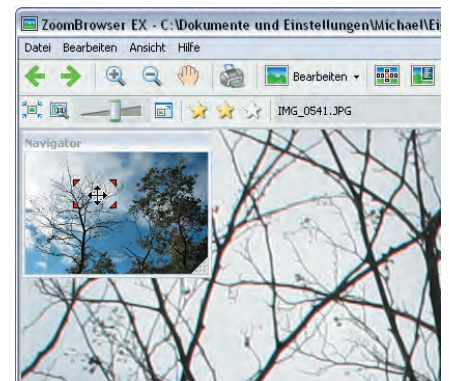 ZoomBrowser EX - C:\Dokumente und Einstellungen\Michael\Ei
Datei Bearbeiten Ansicht Hilfe
Bearbeiten
IMG_0541.JPG
Navigator